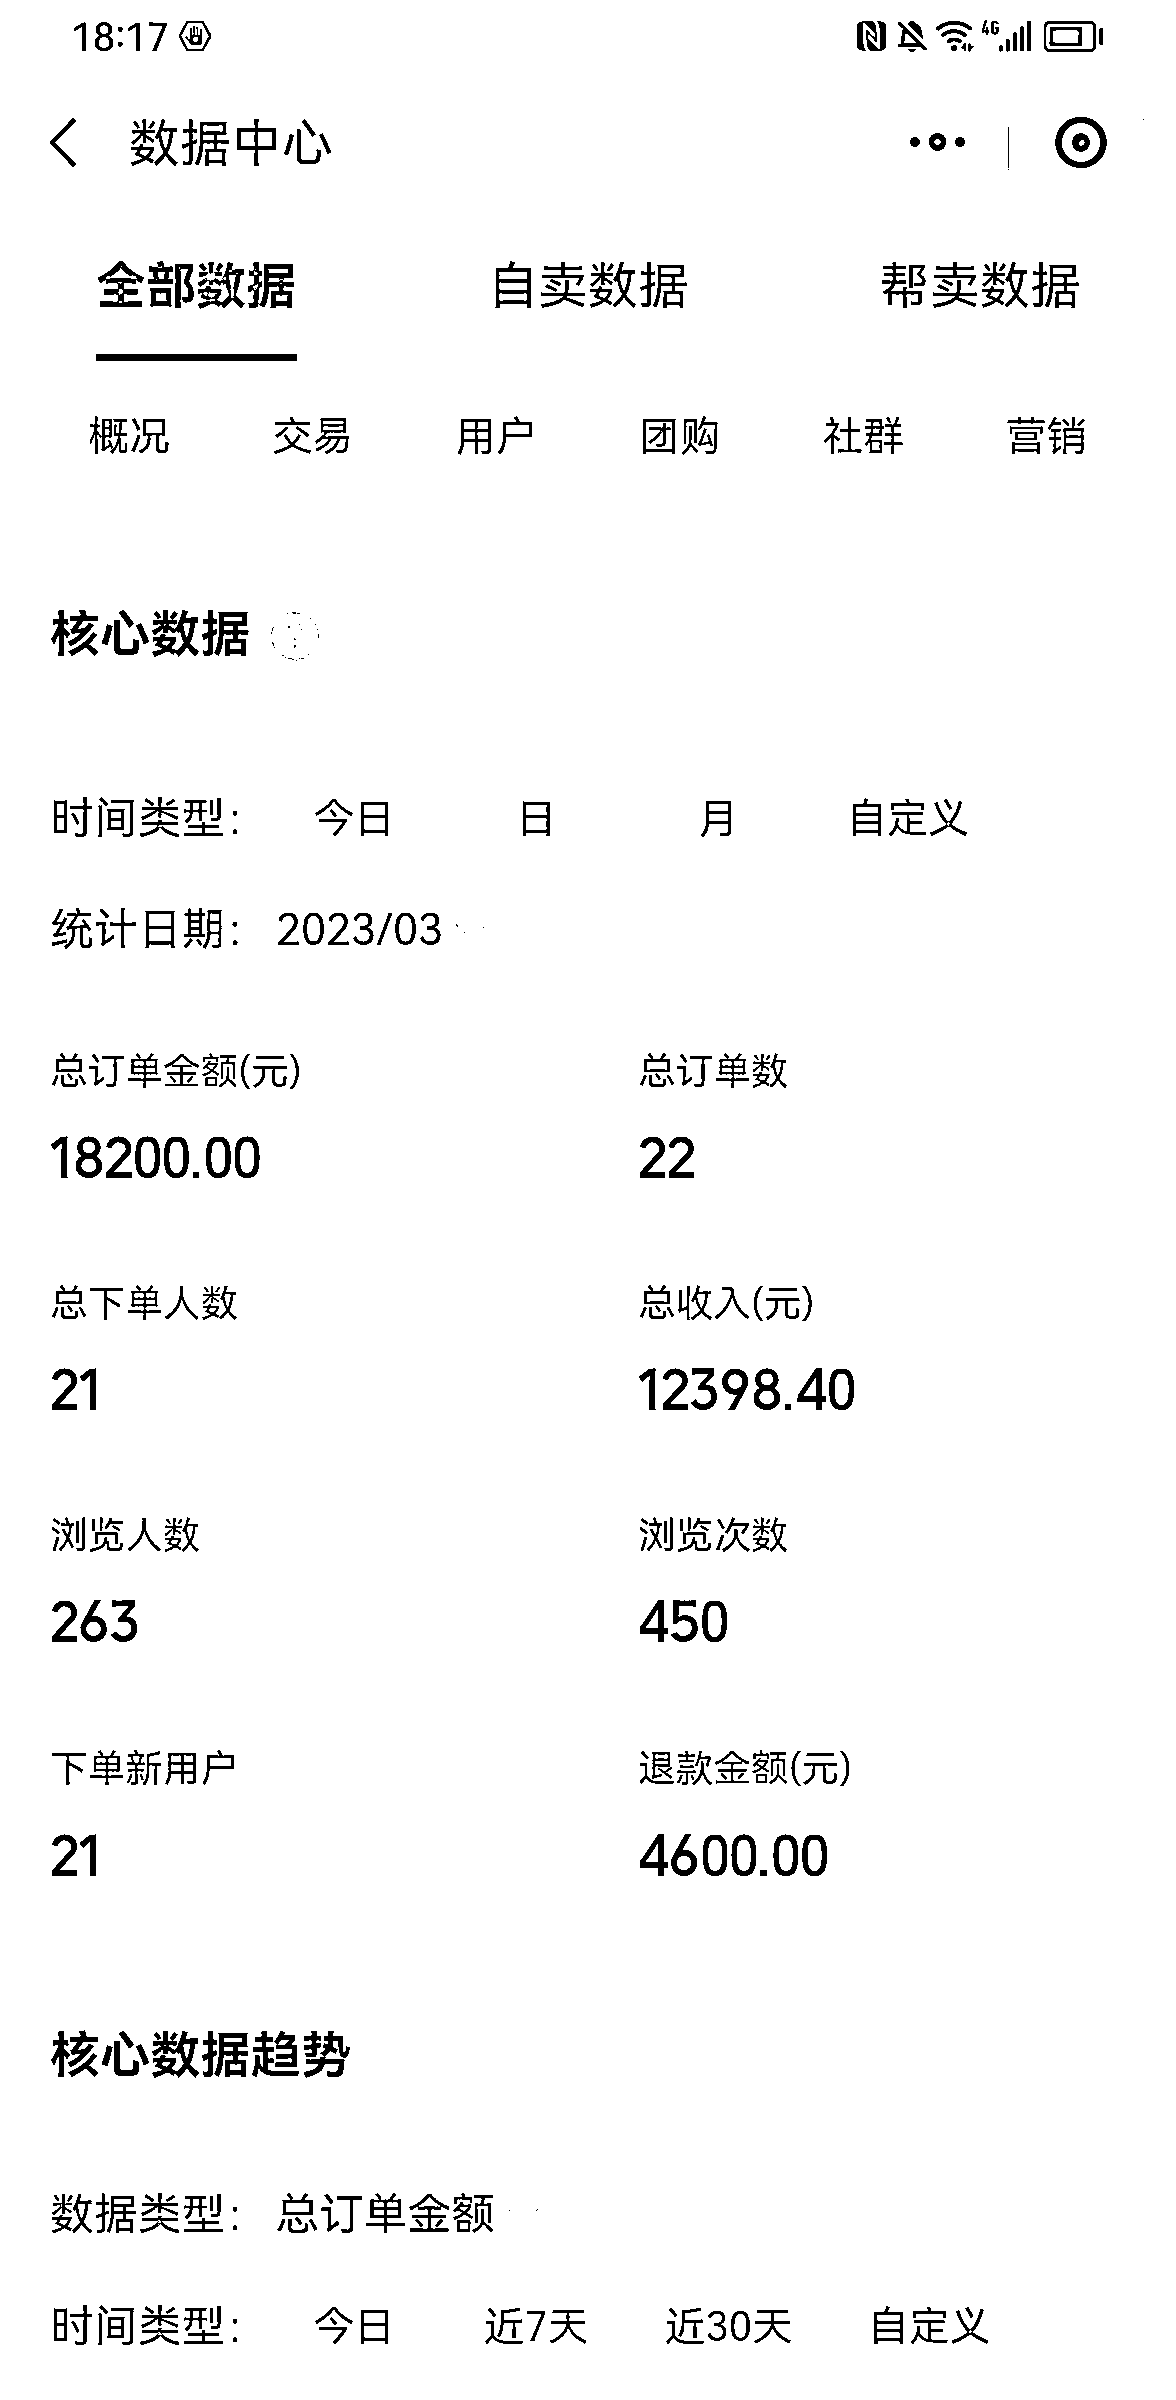 18:17 4G
数据中心
全部数据 自卖数据 帮卖数据
概况 交易 用户 团购 社群 营销
核心数据 ?
时间类型： 今日 日 月 自定义
统计日期： 2023/03
总订单金额(元) 总订单数
18200.00 22
总下单人数 总收入(元)
21 12398.40
浏览人数 浏览次数
263 450
下单新用户 退款金额(元)
21 4600.00
核心数据趋势
数据类型： 总订单金额
时间类型： 今日 近7天 近30天 自定义